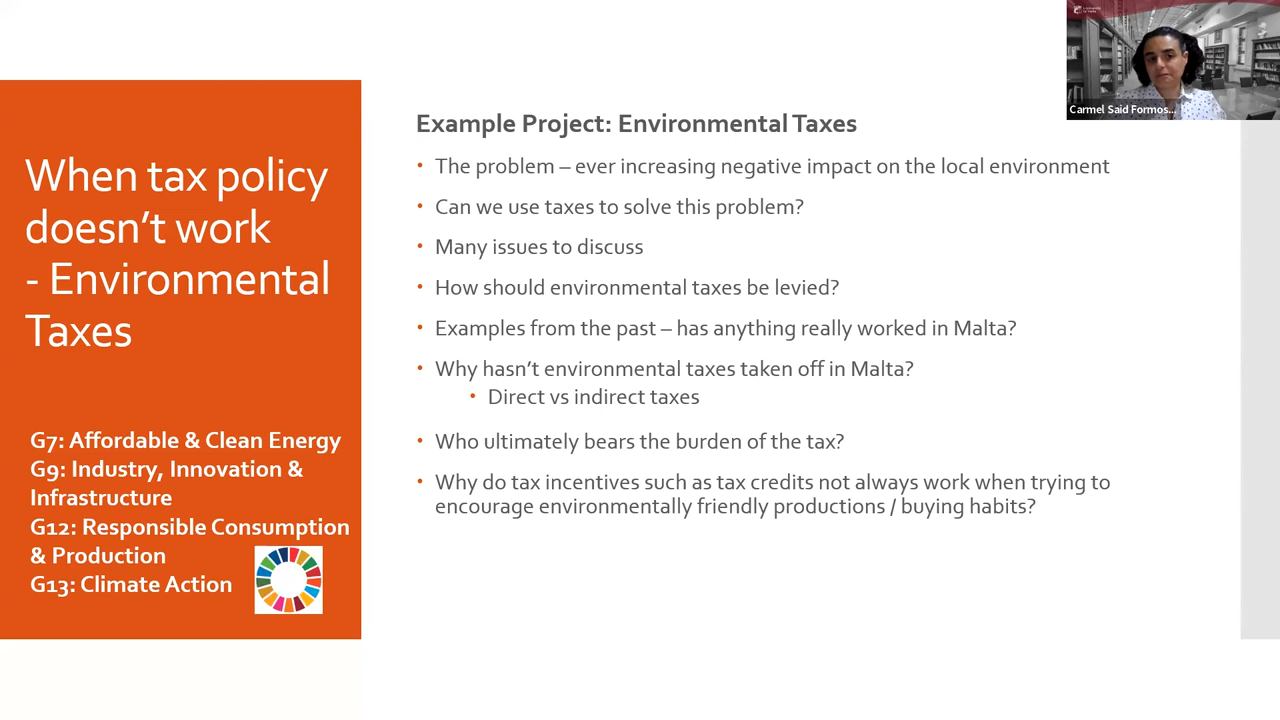 When tax policy
doesn't work
- Environmental
Taxes
G7: Affordable & Clean Energy
G9: Industry, Innovation &
Infrastructure
G12: Responsible Consumption
& Production
G13: Climate Action
Example Project: Environmental Taxes
• The problem – ever increasing negative impact on the local environment
• Can we use taxes to solve this problem?
• Many issues to discuss
• How should environmental taxes be levied?
• Examples from the past – has anything really worked in Malta?
• Why hasn't environmental taxes taken off in Malta?
• Direct vs indirect taxes
• Who ultimately bears the burden of the tax?
• Why do tax incentives such as tax credits not always work when trying to
encourage environmentally friendly productions / buying habits?
Carmel Said Formos...